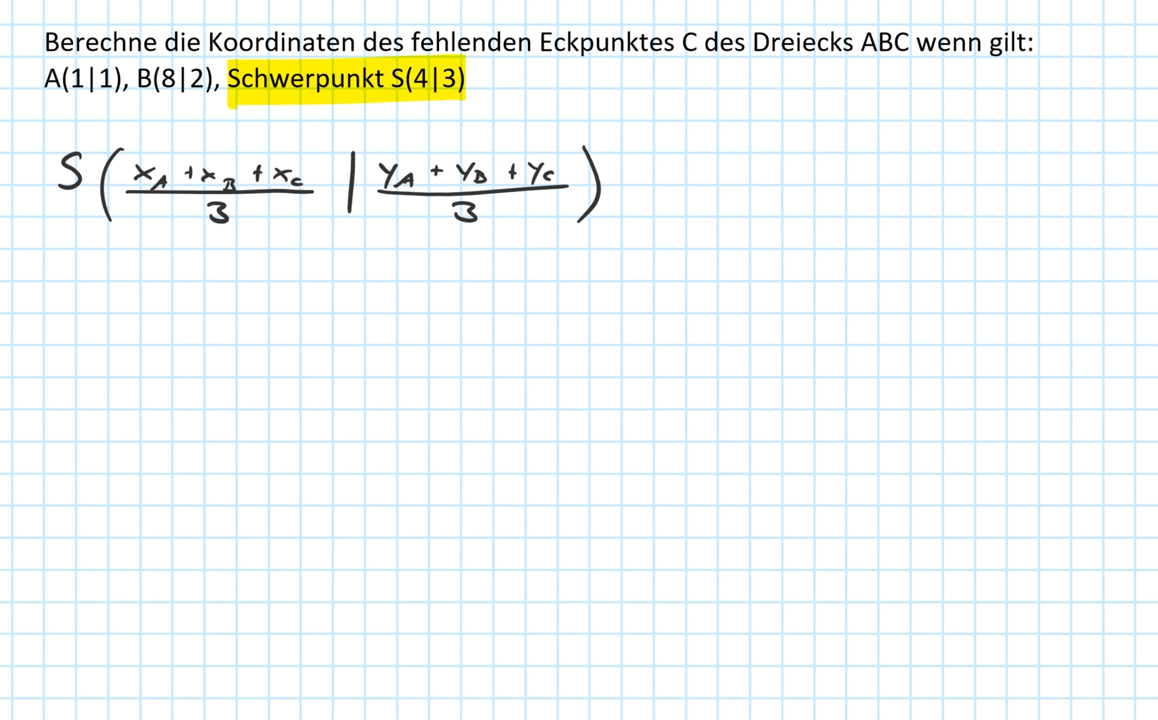 Berechne die Koordinaten des fehlenden Eckpunktes C des Dreiecks ABC wenn gilt:
A(1|1), B(8|2), Schwerpunkt S(4|3)
S ( (x_A + x_B + x_C)/3 | (y_A + y_B + y_C)/3 )